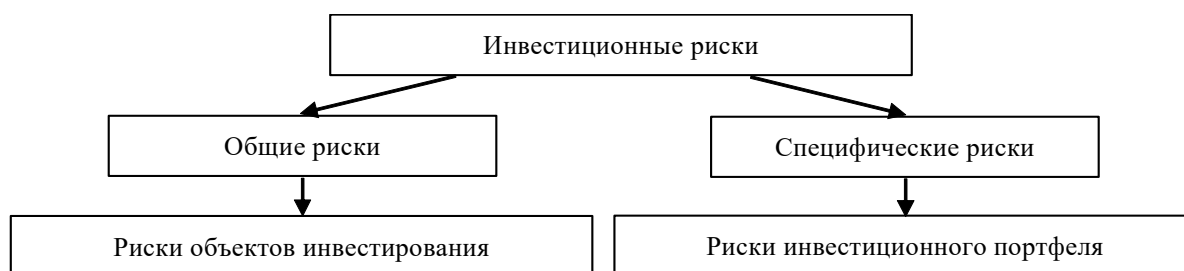 Инвестиционные риски
Общие риски
Специфические риски
Риски объектов инвестирования
Риски инвестиционного портфеля